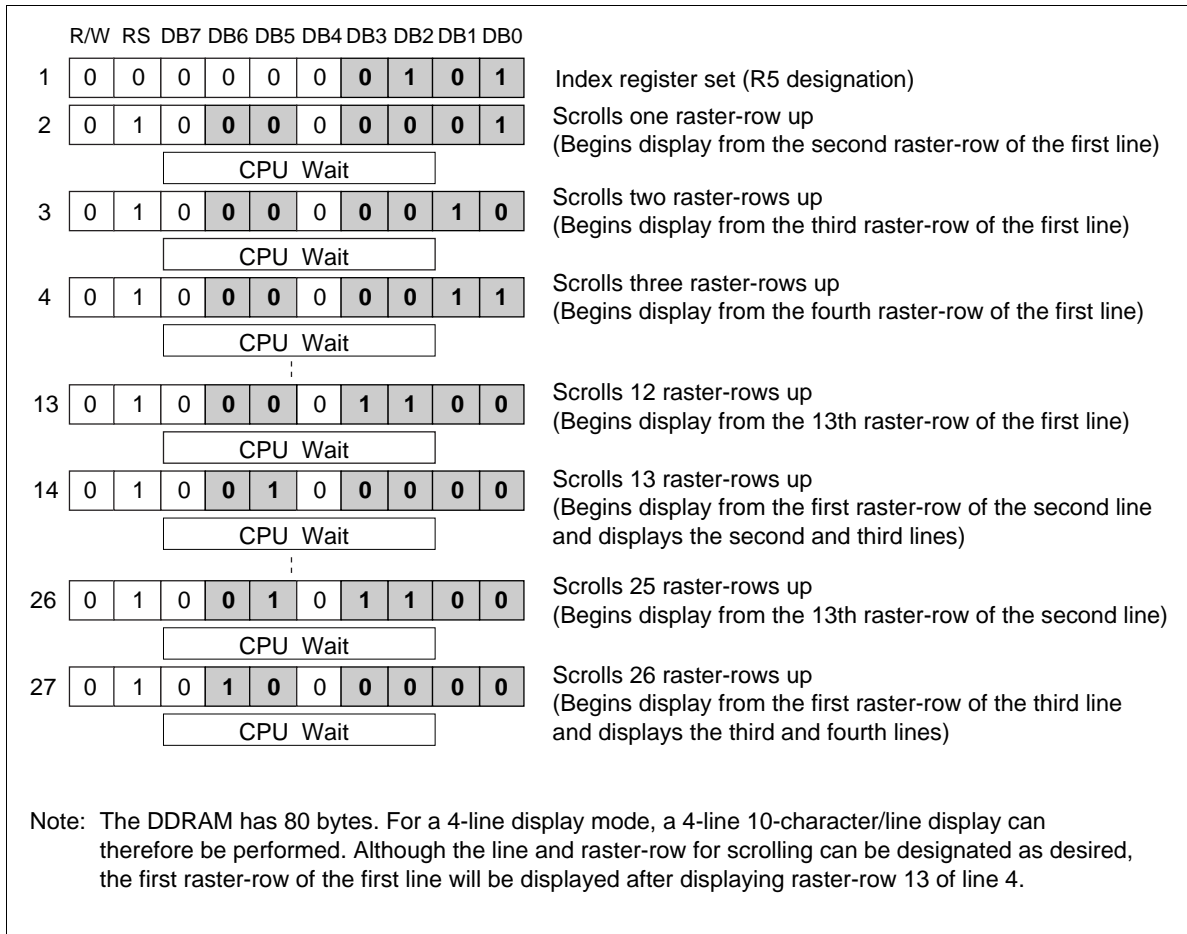 R/W RS DB7 DB6 DB5 DB4 DB3 DB2 DB1 DB0
1 0 0 0 0 0 0 0 1 0 1 Index register set (R5 designation)
2 0 1 0 0 0 0 0 0 0 1 Scrolls one raster-row up
(Begins display from the second raster-row of the first line)
CPU Wait
3 0 1 0 0 0 0 0 0 1 0 Scrolls two raster-rows up
(Begins display from the third raster-row of the first line)
CPU Wait
4 0 1 0 0 0 0 0 0 1 1 Scrolls three raster-rows up
(Begins display from the fourth raster-row of the first line)
CPU Wait
13 0 1 0 0 0 0 1 1 0 0 Scrolls 12 raster-rows up
(Begins display from the 13th raster-row of the first line)
CPU Wait
14 0 1 0 0 1 0 0 0 0 0 Scrolls 13 raster-rows up
(Begins display from the first raster-row of the second line
CPU Wait and displays the second and third lines)
26 0 1 0 0 1 0 1 1 0 0 Scrolls 25 raster-rows up
(Begins display from the 13th raster-row of the second line)
CPU Wait
27 0 1 0 1 0 0 0 0 0 0 Scrolls 26 raster-rows up
(Begins display from the first raster-row of the third line
CPU Wait and displays the third and fourth lines)
Note: The DDRAM has 80 bytes. For a 4-line display mode, a 4-line 10-character/line display can
therefore be performed. Although the line and raster-row for scrolling can be designated as desired,
the first raster-row of the first line will be displayed after displaying raster-row 13 of line 4.